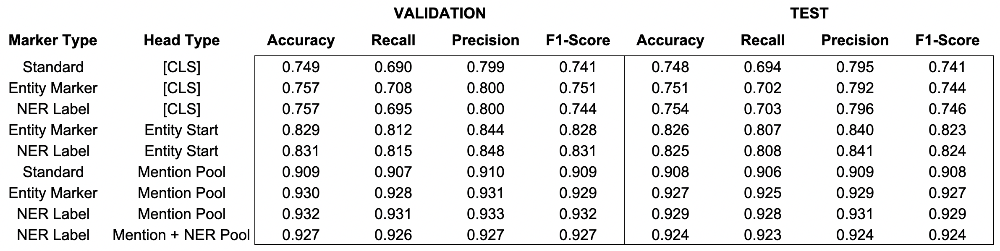 VALIDATION TEST
Marker Type Head Type Accuracy Recall Precision F1-Score Accuracy Recall Precision F1-Score
Standard [CLS] 0.749 0.690 0.799 0.741 0.748 0.694 0.795 0.741
Entity Marker [CLS] 0.757 0.708 0.800 0.751 0.751 0.702 0.792 0.744
NER Label [CLS] 0.757 0.695 0.800 0.744 0.754 0.703 0.796 0.746
Entity Marker Entity Start 0.829 0.812 0.844 0.828 0.826 0.807 0.840 0.823
NER Label Entity Start 0.831 0.815 0.848 0.831 0.825 0.808 0.841 0.824
Standard Mention Pool 0.909 0.907 0.910 0.909 0.908 0.906 0.909 0.908
Entity Marker Mention Pool 0.930 0.928 0.931 0.929 0.927 0.925 0.929 0.927
NER Label Mention Pool 0.932 0.931 0.933 0.932 0.929 0.928 0.931 0.929
NER Label Mention + NER Pool 0.927 0.926 0.927 0.927 0.924 0.923 0.924 0.924